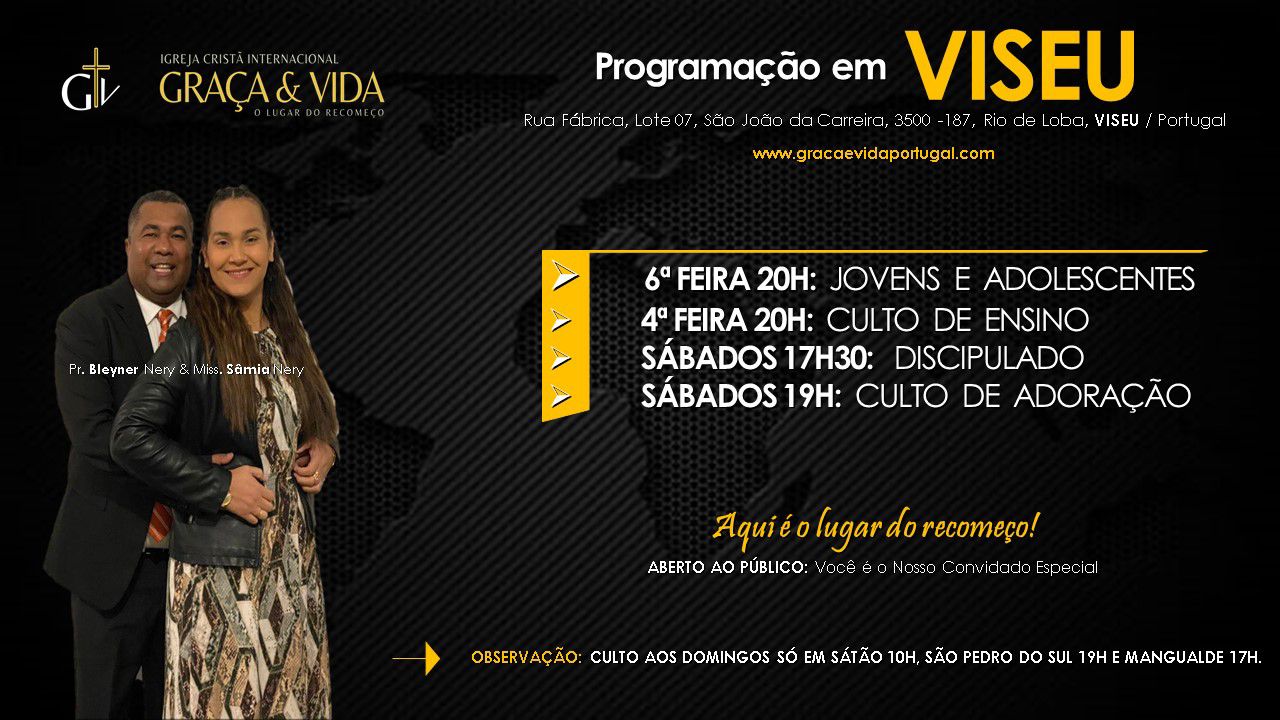 IGREJA CRISTÃ INTERNACIONAL
GRAÇA & VIDA
O LUGAR DO RECOMEÇO
GV
Programação em VISEU
Rua Fábrica, Lote 07, São João da Carreira, 3500 -187, Rio de Loba, VISEU / Portugal
www.gracaevidaportugal.com
6ª FEIRA 20H: JOVENS E ADOLESCENTES
4ª FEIRA 20H: CULTO DE ENSINO
SÁBADOS 17H30: DISCIPULADO
SÁBADOS 19H: CULTO DE ADORAÇÃO
Pr. Bleyner Nery & Miss. Sâmia Nery
Aqui é o lugar do recomeço!
ABERTO AO PÚBLICO: Você é o Nosso Convidado Especial
OBSERVAÇÃO: CULTO AOS DOMINGOS SÓ EM SÁTÃO 10H, SÃO PEDRO DO SUL 19H E MANGUALDE 17H.